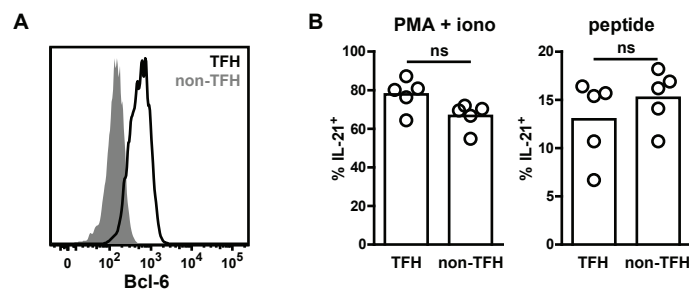 A
TFH
non-TFH
0 10² 10³ 10⁴ 10⁵
Bcl-6
B
PMA + iono
ns
100
80
60
40
20
0
% IL-21⁺
TFH non-TFH
peptide
ns
20
15
10
5
0
% IL-21⁺
TFH non-TFH